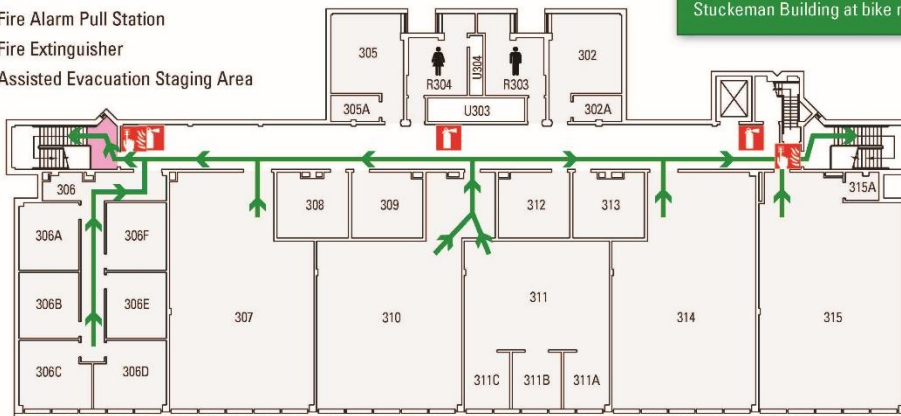 Fire Alarm Pull Station
Fire Extinguisher
Assisted Evacuation Staging Area
Stuckeman Building at bike
305
R304
U304
R303
302
305A
U303
302A
306
308
309
312
313
315A
306A
306F
306B
306E
307
310
311
314
315
306C
306D
311C
311B
311A